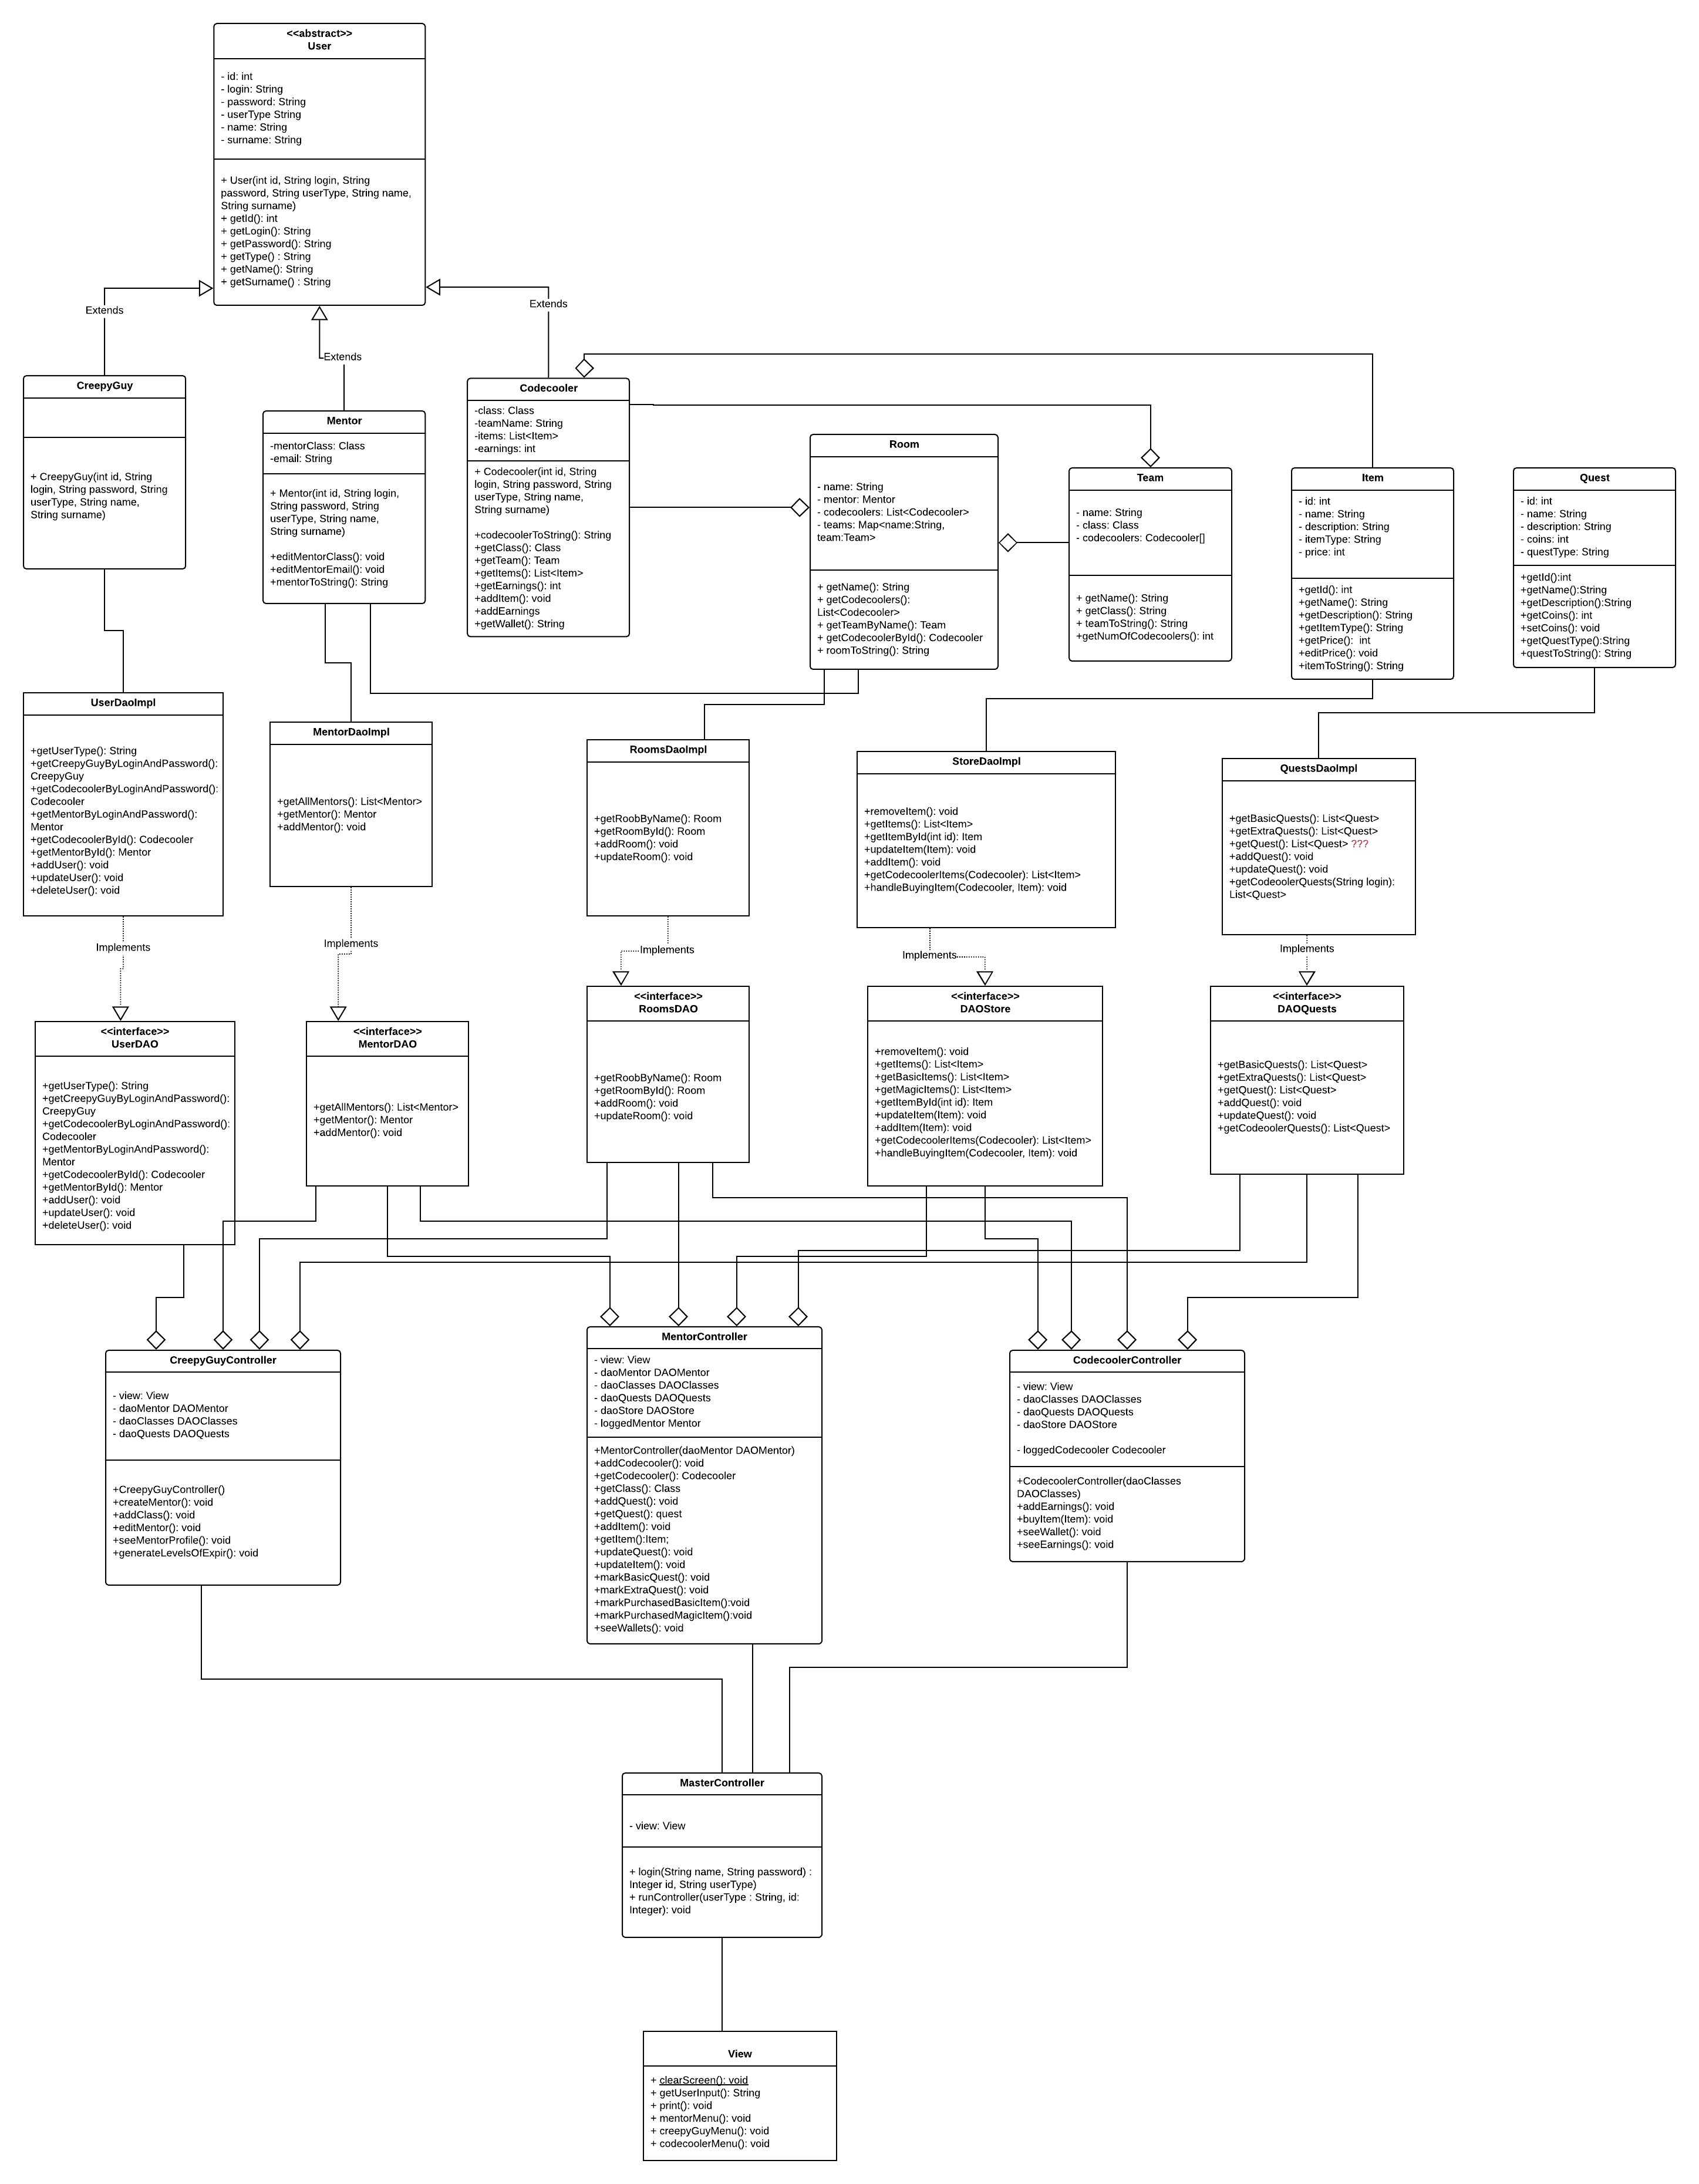 <<abstract>>
User
- id: int
- login: String
- password: String
- userType String
- name: String
- surname: String
+ User(int id, String login, String
password, String userType, String name,
String surname)
+ getId(): int
+ getLogin(): String
+ getPassword(): String
+ getType() : String
+ getName(): String
+ getSurname() : String
Extends
Extends
Extends
CreepyGuy
+ CreepyGuy(int id, String
login, String password, String
userType, String name,
String surname)
Mentor
-mentorClass: Class
-email: String
+ Mentor(int id, String login,
String password, String
userType, String name,
String surname)
+editMentorClass: void
+editMentorEmail(): void
+mentorToString(): String
Codecooler
-class: Class
-teamName: String
-items: List<Item>
-earnings: int
+ Codecooler(int id, String
login, String password, String
userType, String name,
String surname)
+codecoolerToString(): String
+getClass(): Class
+getTeam(): Team
+getItems(): List<Item>
+getEarnings(): int
+addItem(): void
+addEarnings
+getWallet(): String
Room
- name: String
- mentor: Mentor
- codecoolers: List<Codecooler>
- teams: Map<name:String,
team:Team>
+ getName(): String
+ getCodecoolers():
List<Codecooler>
+ getTeamByName(): Team
+ getCodecoolerById(): Codecooler
+ roomToString(): String
Team
- name: String
- class: Class
- codecoolers: Codecooler[]
+ getName(): String
+ getClass(): String
+ teamToString(): String
+getNumOfCodecoolers(): int
Item
- id: int
- name: String
- description: String
- itemType: String
- price: int
+getId(): int
+getName(): String
+getDescription(): String
+getItemType(): String
+getPrice():  int
+editPrice(): void
+itemToString(): String
Quest
- id: int
- name: String
- description: String
- coins: int
- questType: String
+getId():int
+getName():String
+getDescription():String
+getCoins(): int
+setCoins(): void
+getQuestType():String
+questToString(): String
UserDaoImpl
+getUserType(): String
+getCreepyGuyByLoginAndPassword():
CreepyGuy
+getCodecoolerByLoginAndPassword():
Codecooler
+getMentorByLoginAndPassword():
Mentor
+getCodecoolerById(): Codecooler
+getMentorById(): Mentor
+addUser(): void
+updateUser(): void
+deleteUser(): void
MentorDaoImpl
+getAllMentors(): List<Mentor>
+getMentor(): Mentor
+addMentor(): void
RoomsDaoImpl
+getRoobByName(): Room
+getRoomById(): Room
+addRoom(): void
+updateRoom(): void
StoreDaoImpl
+removeItem(): void
+getItems(): List<Item>
+getItemById(int id): Item
+updateItem(Item): void
+addItem(): void
+getCodecoolerItems(Codecooler): List<Item>
+handleBuyingItem(Codecooler, Item): void
QuestsDaoImpl
+getBasicQuests(): List<Quest>
+getExtraQuests(): List<Quest>
+getQuest(): List<Quest> ???
+addQuest(): void
+updateQuest(): void
+getCodeoolerQuests(String login):
List<Quest>
Implements
Implements
Implements
Implements
Implements
<<interface>>
UserDAO
+getUserType(): String
+getCreepyGuyByLoginAndPassword():
CreepyGuy
+getCodecoolerByLoginAndPassword():
Codecooler
+getMentorByLoginAndPassword():
Mentor
+getCodecoolerById(): Codecooler
+getMentorById(): Mentor
+addUser(): void
+updateUser(): void
+deleteUser(): void
<<interface>>
MentorDAO
+getAllMentors(): List<Mentor>
+getMentor(): Mentor
+addMentor(): void
<<interface>>
RoomsDAO
+getRoobByName(): Room
+getRoomById(): Room
+addRoom(): void
+updateRoom(): void
<<interface>>
DAOStore
+removeItem(): void
+getItems(): List<Item>
+getBasicItems(): List<Item>
+getMagicItems(): List<Item>
+getItemById(int id): Item
+updateItem(Item): void
+addItem(Item): void
+getCodecoolerItems(Codecooler): List<Item>
+handleBuyingItem(Codecooler, Item): void
<<interface>>
DAOQuests
+getBasicQuests(): List<Quest>
+getExtraQuests(): List<Quest>
+getQuest(): List<Quest>
+addQuest(): void
+updateQuest(): void
+getCodeoolerQuests(): List<Quest>
CreepyGuyController
- view: View
- daoMentor DAOMentor
- daoClasses DAOClasses
- daoQuests DAOQuests
+CreepyGuyController()
+createMentor(): void
+addClass(): void
+editMentor(): void
+seeMentorProfile(): void
+generateLevelsOfExpir(): void
MentorController
- view: View
- daoMentor DAOMentor
- daoClasses DAOClasses
- daoQuests DAOQuests
- daoStore DAOStore
- loggedMentor Mentor
+MentorController(daoMentor DAOMentor)
+addCodecooler(): void
+getCodecooler(): Codecooler
+getClass(): Class
+addQuest(): void
+getQuest(): quest
+addItem(): void
+getItem():Item;
+updateQuest(): void
+updateItem(): void
+markBasicQuest(): void
+markExtraQuest(): void
+markPurchasedBasicItem():void
+markPurchasedMagicItem():void
+seeWallets(): void
CodecoolerController
- view: View
- daoClasses DAOClasses
- daoQuests DAOQuests
- daoStore DAOStore
- loggedCodecooler Codecooler
+CodecoolerController(daoClasses
DAOClasses)
+addEarnings(): void
+buyItem(Item): void
+seeWallet(): void
+seeEarnings(): void
MasterController
- view: View
+ login(String name, String password) :
Integer id, String userType)
+ runController(userType : String, id:
Integer): void
View
+ clearScreen(): void
+ getUserInput(): String
+ print(): void
+ mentorMenu(): void
+ creepyGuyMenu(): void
+ codecoolerMenu(): void